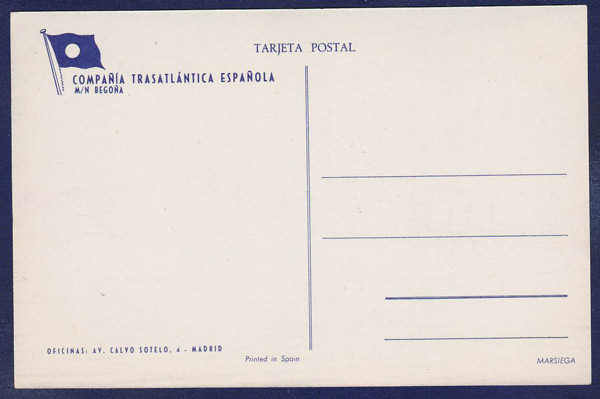 TARJETA POSTAL
COMPAÑÍA TRASATLÁNTICA ESPAÑOLA
M/N BEGOÑA
OFICINAS: AV. CALVO SOTELO, 4 - MADRID
Printed in Spain
MARSIEGA